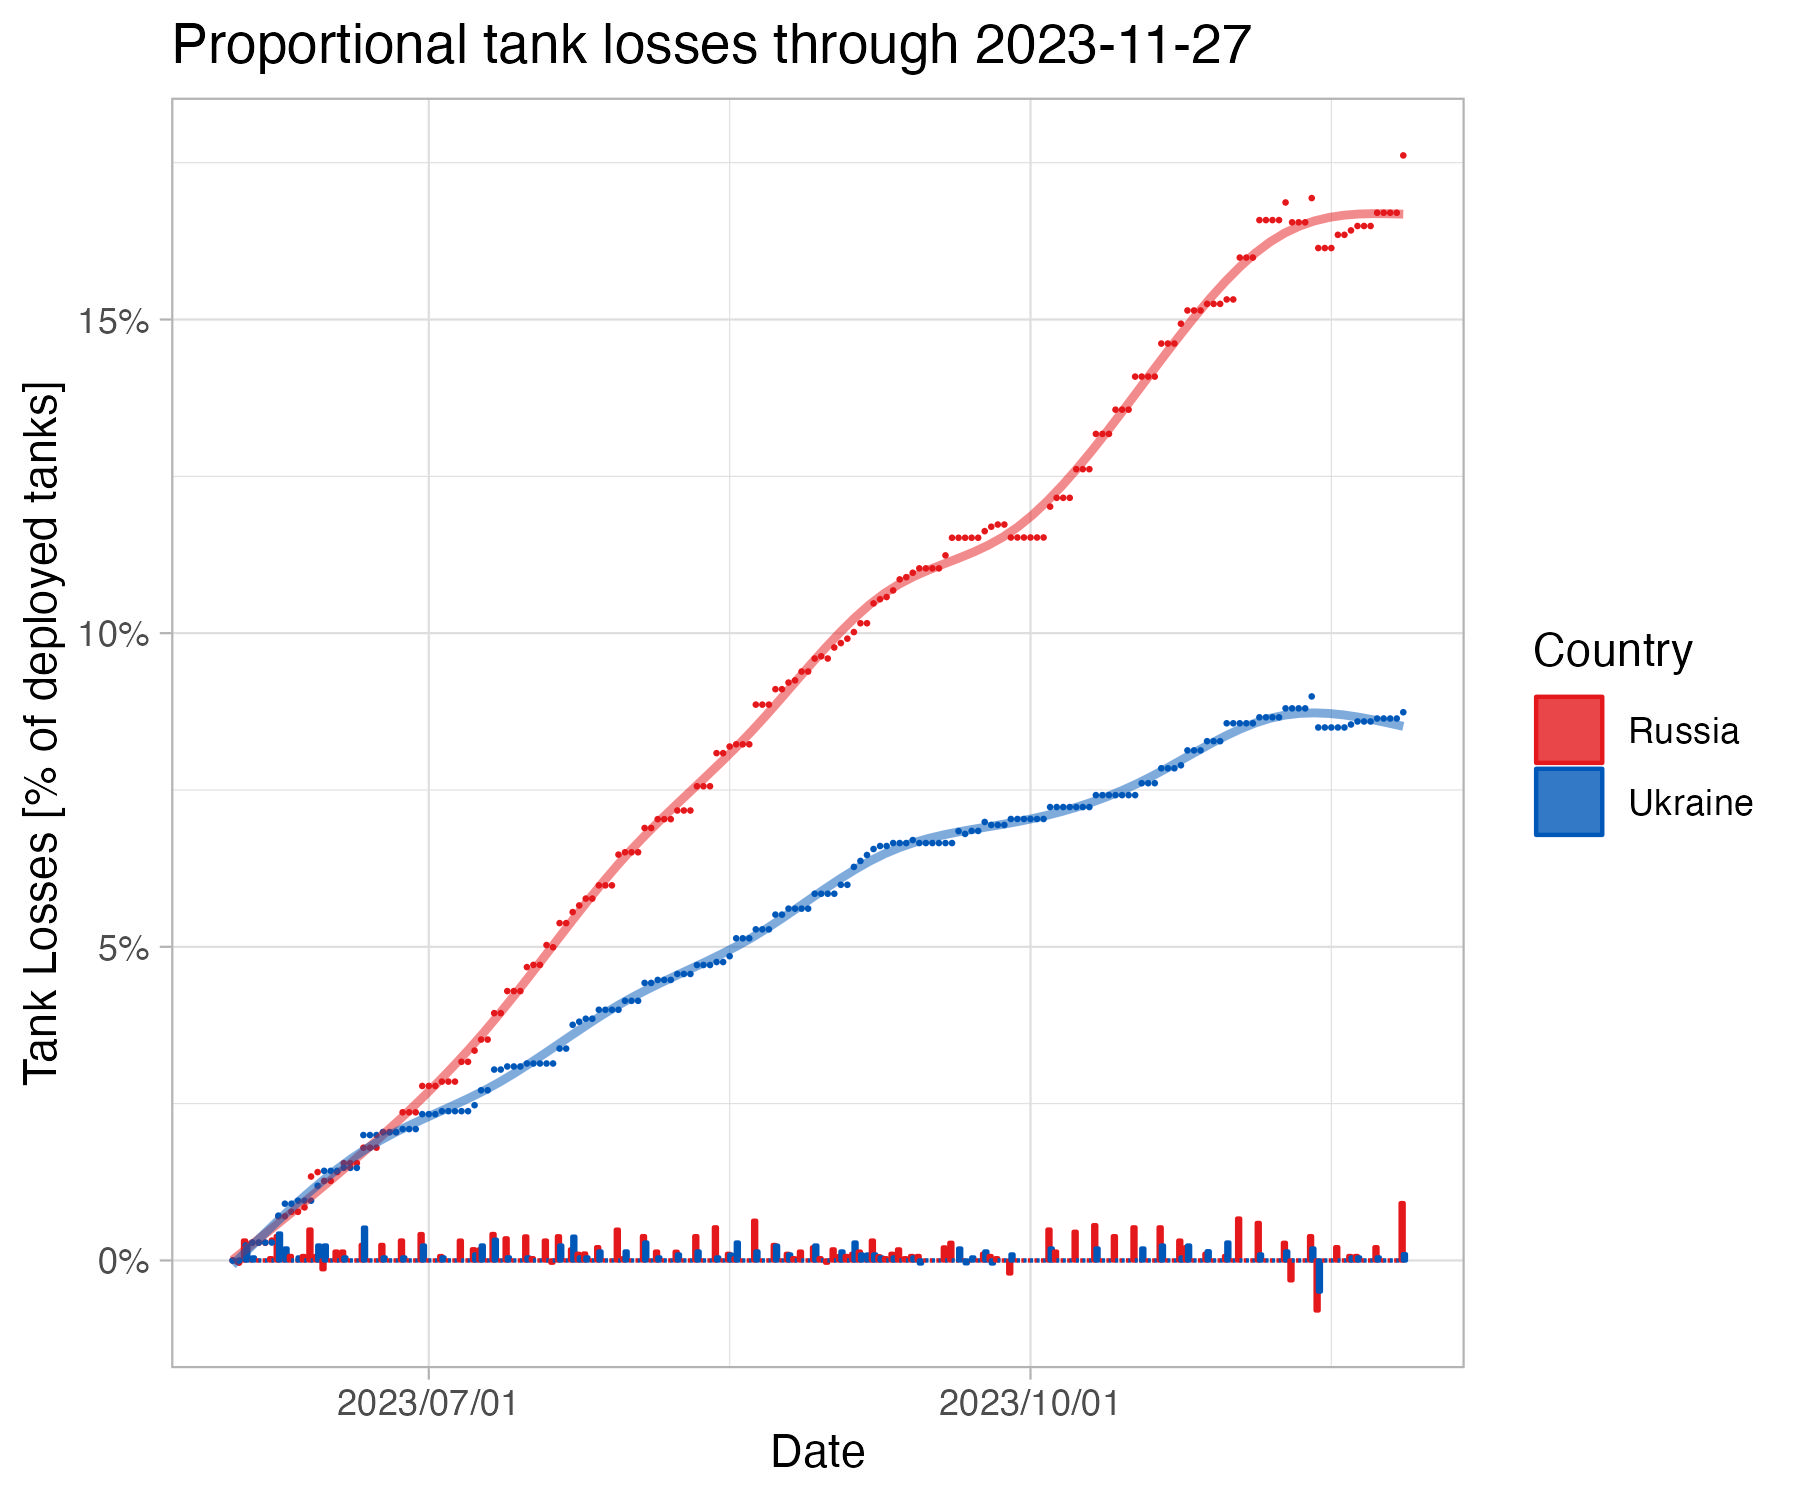 Proportional tank losses through 2023-11-27
Tank Losses [% of deployed tanks]
15%
10%
5%
0%
2023/07/01
2023/10/01
Date
Country
Russia
Ukraine